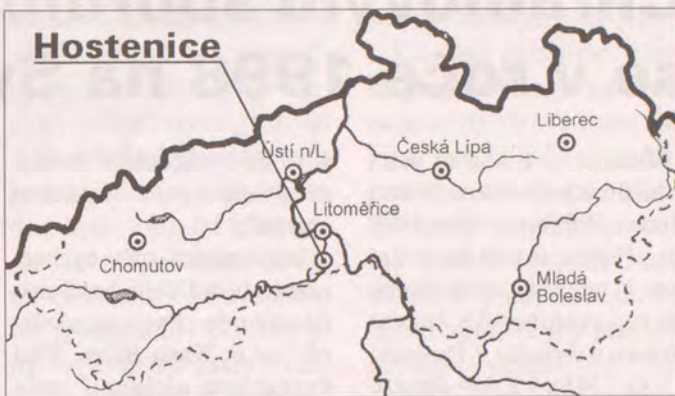 Hostenice
Liberec
Ústí n/L
Česká Lípa
Litoměřice
Chomutov
Mladá
Boleslav